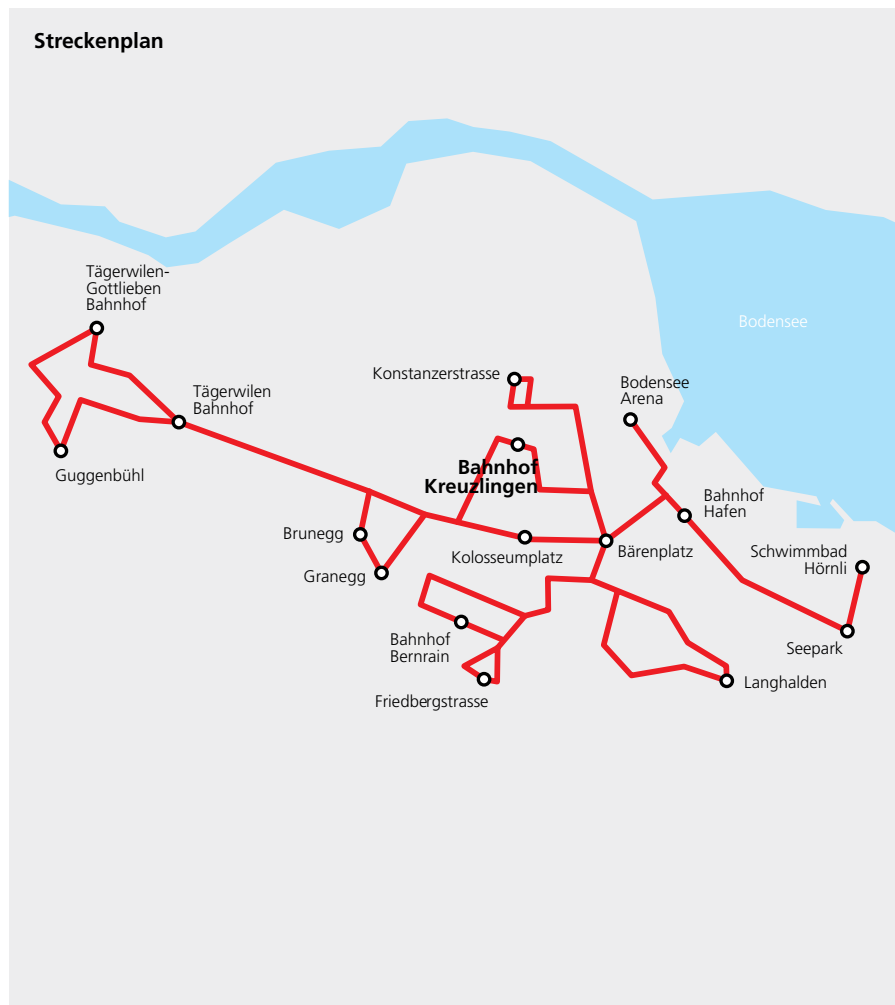 Streckenplan
Tägerwilen-
Gottlieben
Bahnhof
Bodensee
Konstanzerstrasse
Bodensee
Arena
Tägerwilen
Bahnhof
Guggenbühl
Bahnhof
Kreuzlingen
Bahnhof
Hafen
Brunegg
Kolosseumplatz
Bärenplatz
Schwimmbad
Hörnli
Granegg
Bahnhof
Bernrain
Seepark
Friedbergstrasse
Langhalden